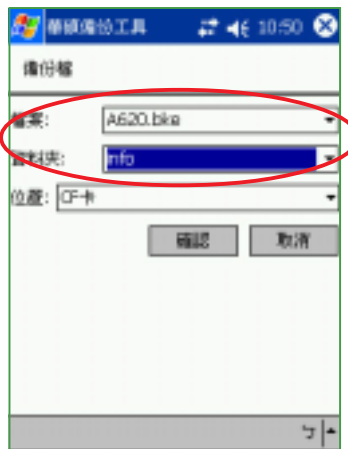 華碩備份工具 10:50
備份檔
檔案: A620.bka
資料夾: Info
位置: CF卡
確認 取消
ㄅ